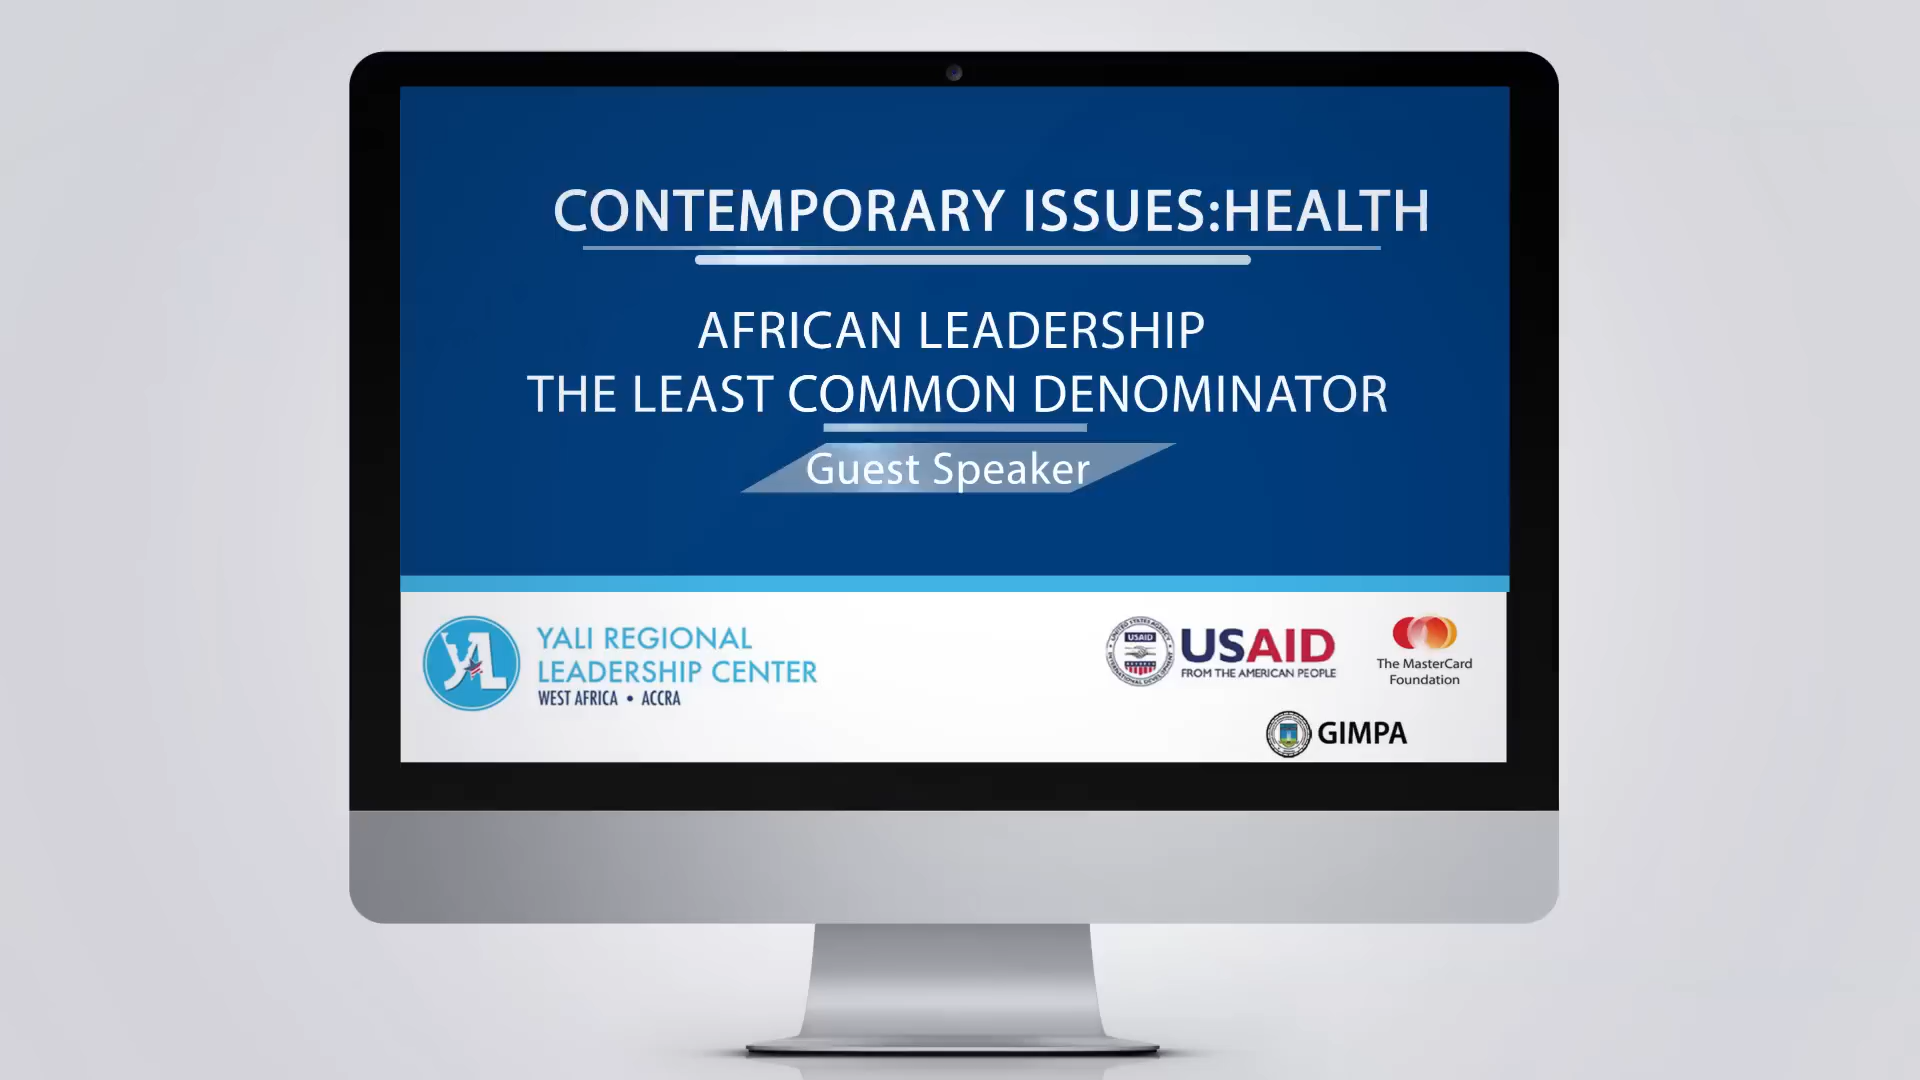 CONTEMPORARY ISSUES:HEALTH
AFRICAN LEADERSHIP
THE LEAST COMMON DENOMINATOR
Guest Speaker
YALI REGIONAL
LEADERSHIP CENTER
WEST AFRICA • ACCRA
USAID
USAID
FROM THE AMERICAN PEOPLE
The MasterCard
Foundation
GIMPA